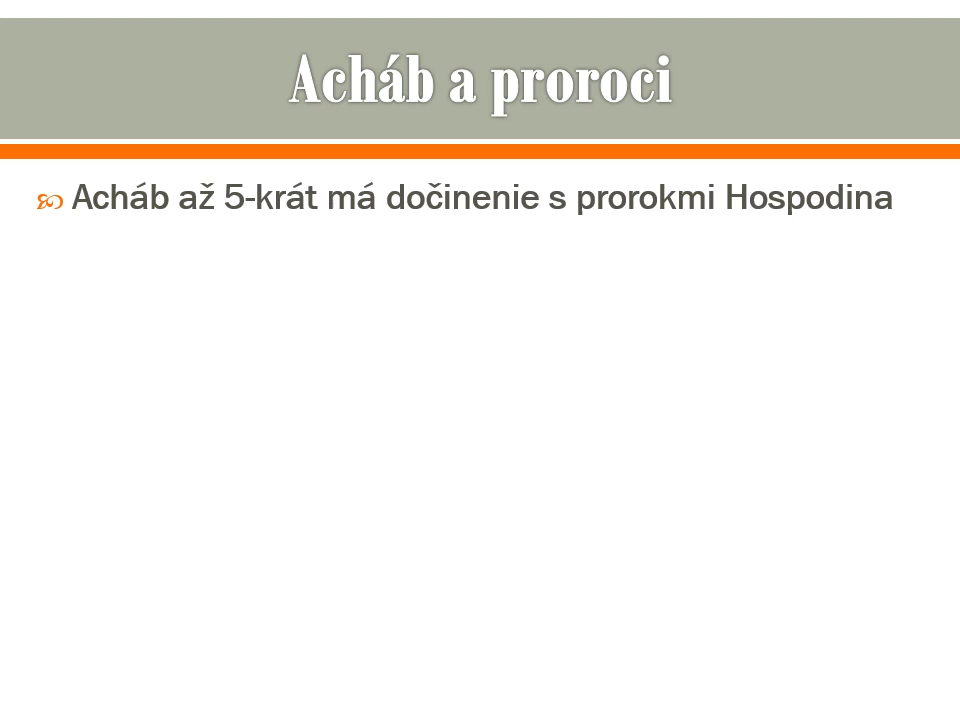 Acháb a proroci
Acháb až 5-krát má dočinenie s prorokmi Hospodina